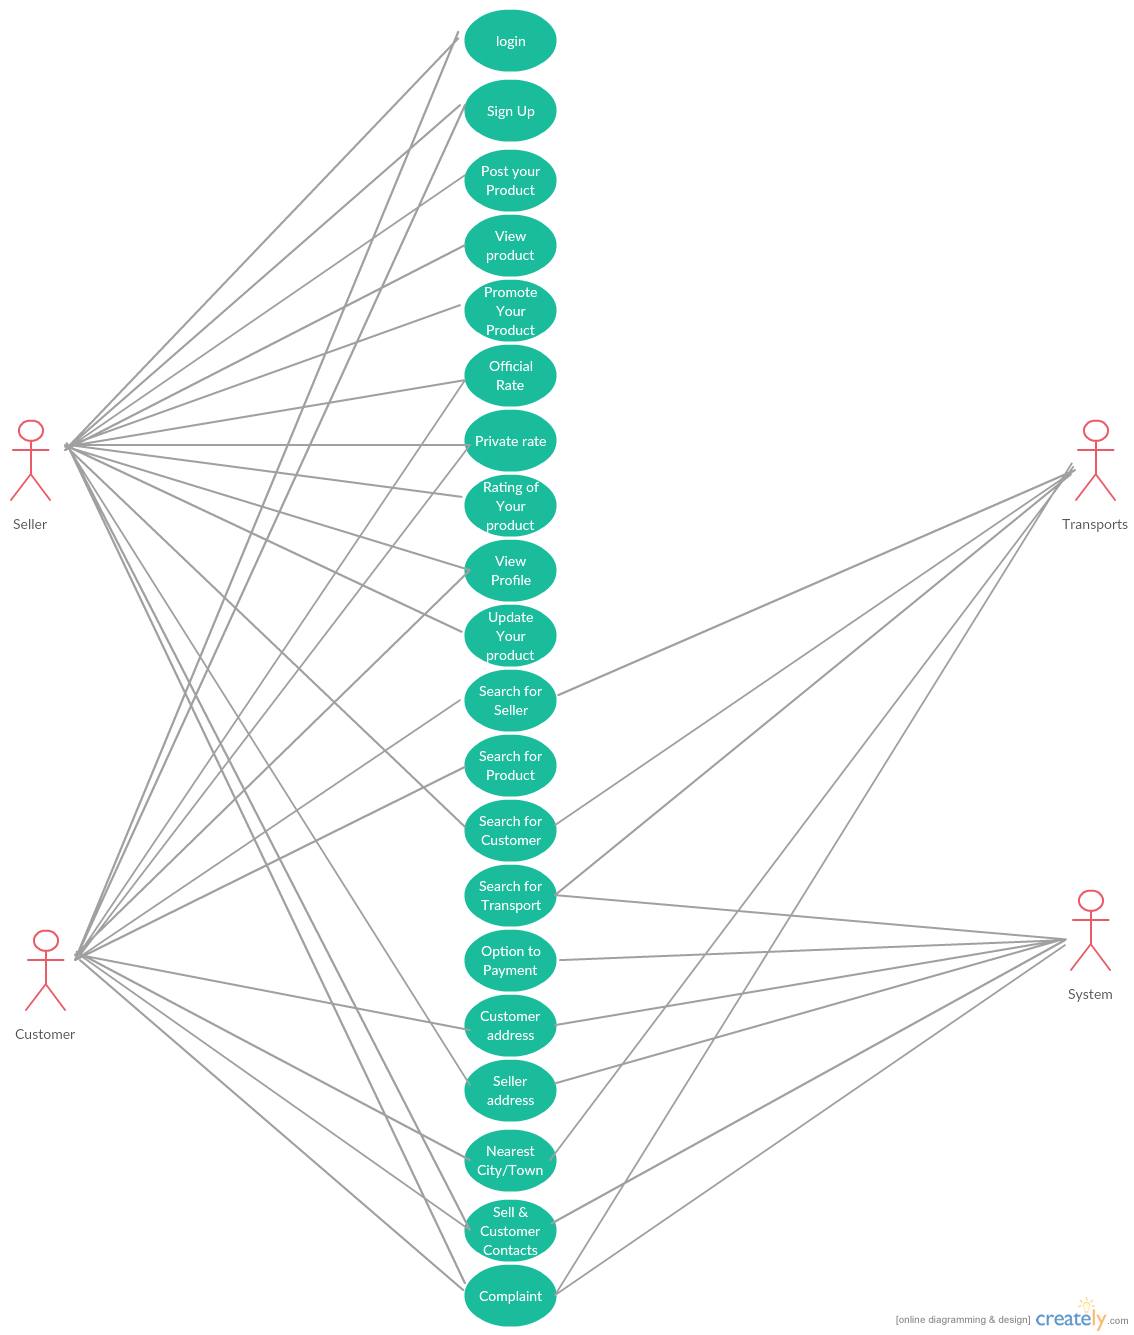 login
Sign Up
Post your
Product
View
product
Promote
Your
Product
Official
Rate
Private rate
Rating of
Your
product
Seller
Transports
View
Profile
Update
Your
product
Search for
Seller
Search for
Product
Search for
Customer
Search for
Transport
Option to
Payment
System
Customer
address
Customer
Seller
address
Nearest
City/Town
Sell &
Customer
Contacts
Complaint
[online diagramming & design] creately.com